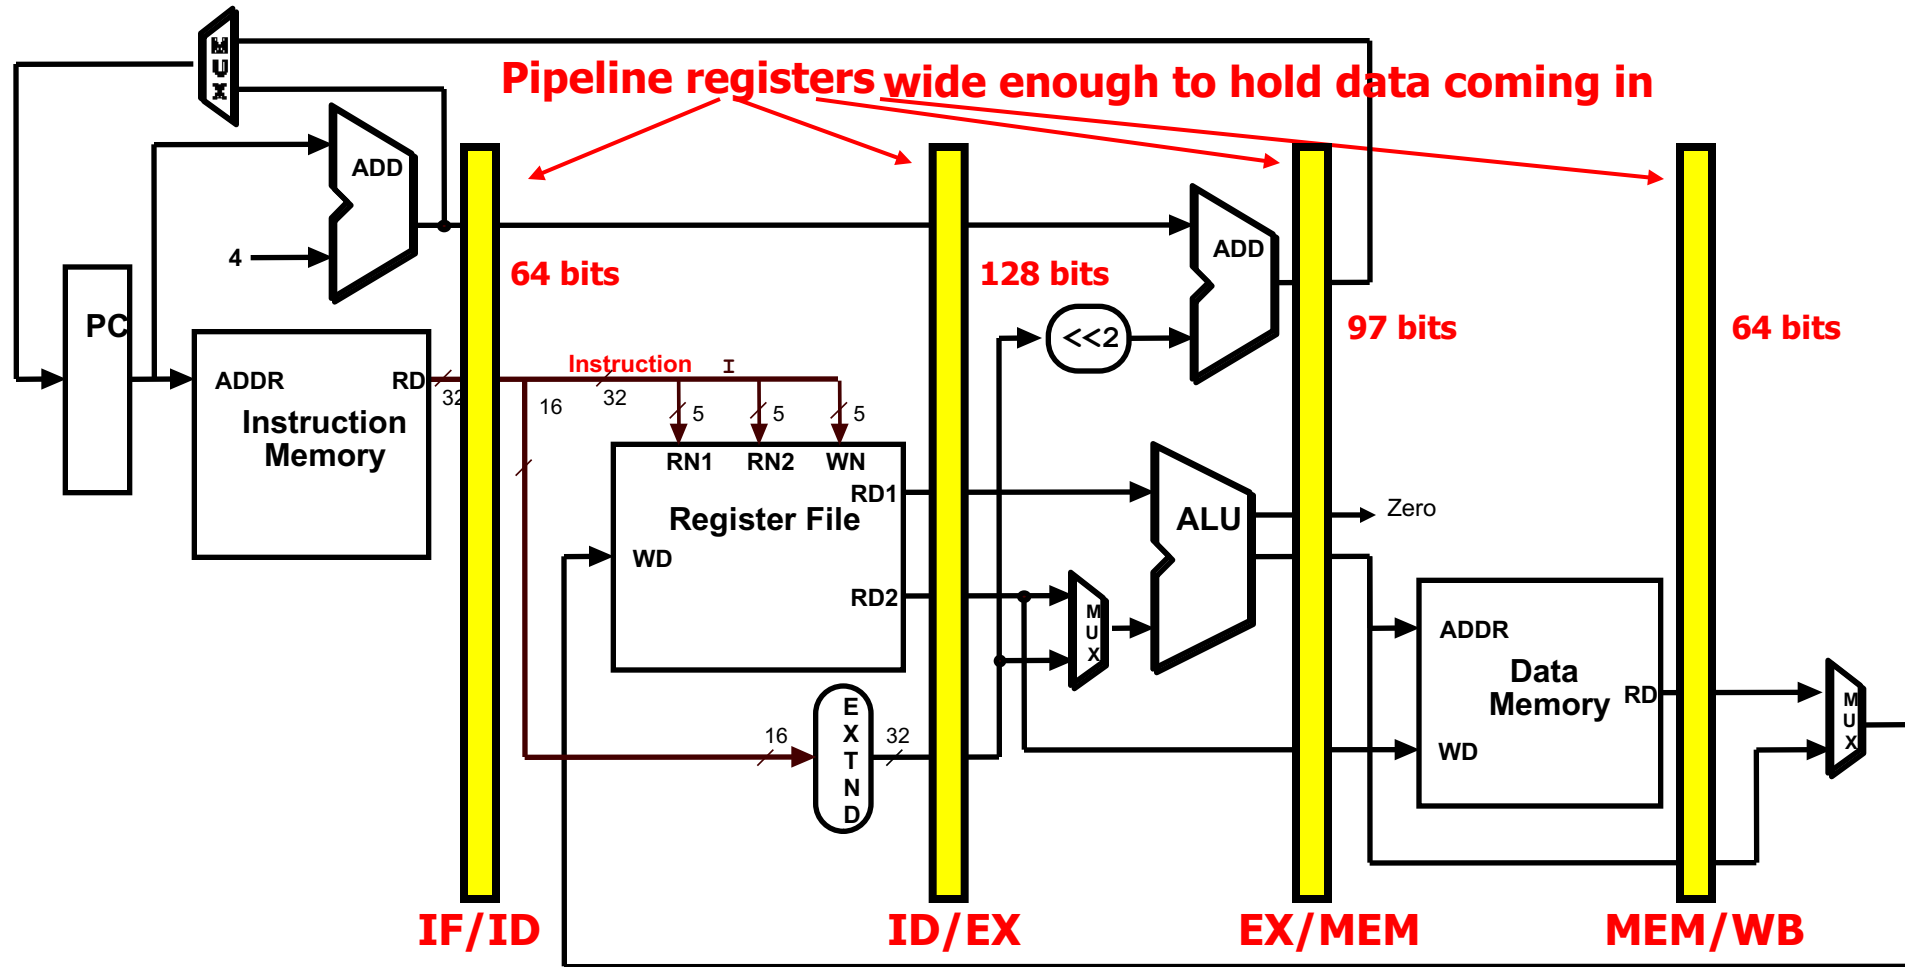 MUX
Pipeline registers wide enough to hold data coming in
ADD
4
64 bits
128 bits
ADD
<<2
97 bits
64 bits
PC
ADDR
RD
32
Instruction
Memory
Instruction
I
16
32
5
5
5
RN1
RN2
WN
RD1
Register File
WD
RD2
ALU
Zero
MUX
ADDR
Data
Memory
RD
WD
MUX
EXTND
16
32
IF/ID
ID/EX
EX/MEM
MEM/WB